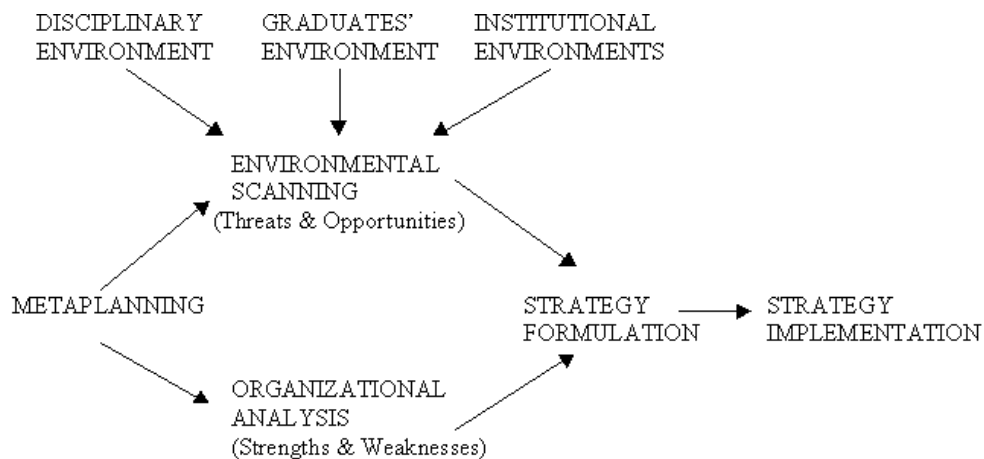 DISCIPLINARY
ENVIRONMENT
GRADUATES’
ENVIRONMENT
INSTITUTIONAL
ENVIRONMENTS
ENVIRONMENTAL
SCANNING
(Threats & Opportunities)
METAPLANNING
STRATEGY
FORMULATION
STRATEGY
IMPLEMENTATION
ORGANIZATIONAL
ANALYSIS
(Strengths & Weaknesses)